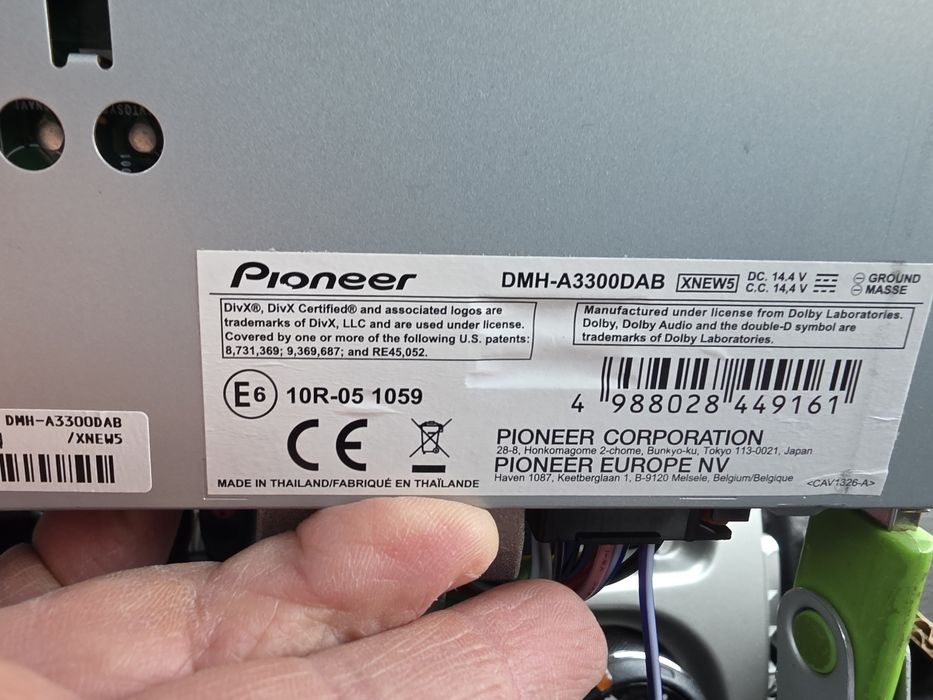 Pioneer
DMH-A3300DAB XNEW5 DC. 14.4 V GROUND
C.C. 14,4 V MASSE
DivX®, DivX Certified® and associated logos are
trademarks of DivX, LLC and are used under license.
Covered by one or more of the following U.S. patents:
8,731,369; 9,369,687; and RE45,052.
Manufactured under license from Dolby Laboratories.
Dolby, Dolby Audio and the double-D symbol are
trademarks of Dolby Laboratories.
E6 10R-05 1059
4 988028 449161
CE
PIONEER CORPORATION
28-8, Honkomagome 2-chome, Bunkyo-ku, Tokyo 113-0021, Japan
PIONEER EUROPE NV
Haven 1087, Keetberglaan 1, B-9120 Melsele, Belgium/Belgique
<CAV1326-A>
MADE IN THAILAND/FABRIQUÉ EN THAÏLANDE
DMH-A3300DAB
/XNEW5